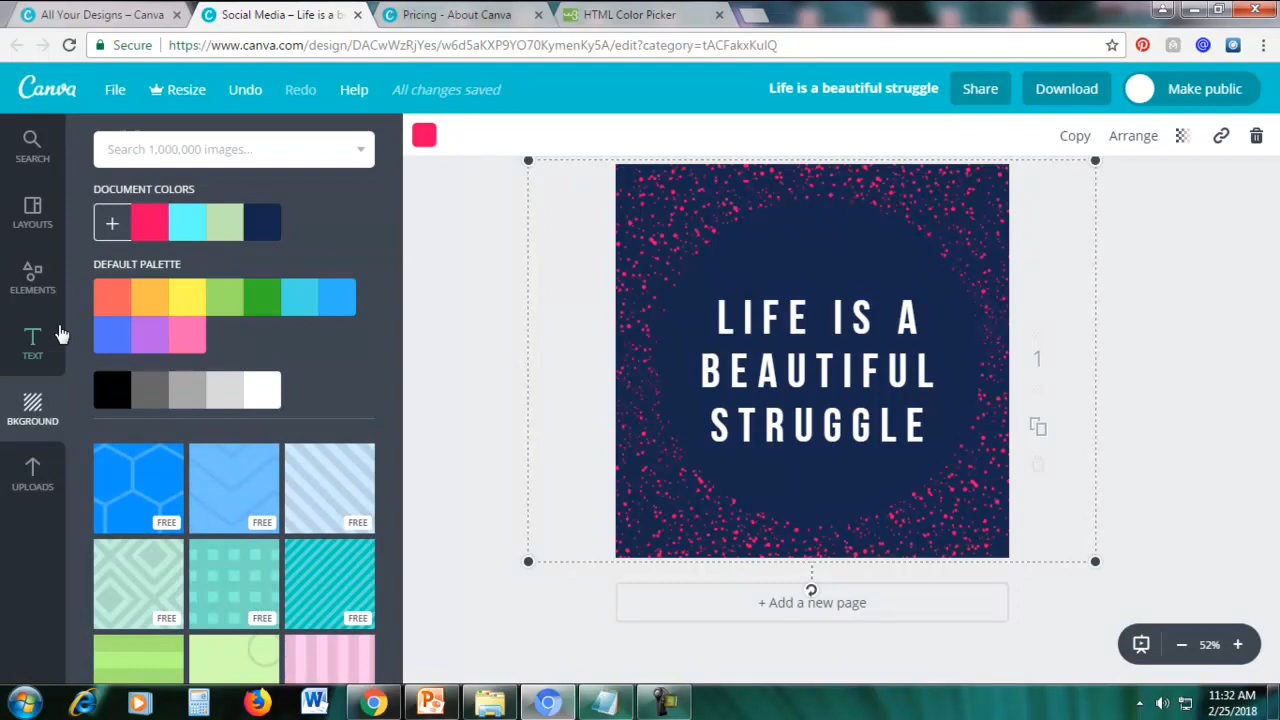 All Your Designs – Canva
Social Media – Life is a b
Pricing - About Canva
HTML Color Picker
Secure
https://www.canva.com/design/DACwWzRjYes/w6d5aKXP9YO70KymenKy5A/edit?category=tACFakxKuIQ
Canva
File
Resize
Undo
Redo
Help
All changes saved
Life is a beautiful struggle
Share
Download
Make public
SEARCH
LAYOUTS
ELEMENTS
TEXT
BKGROUND
UPLOADS
Search 1,000,000 images...
DOCUMENT COLORS
+
DEFAULT PALETTE
FREE
FREE
FREE
FREE
FREE
FREE
Copy
Arrange
LIFE IS A
BEAUTIFUL
STRUGGLE
1
+ Add a new page
52%
11:32 AM
2/25/2018